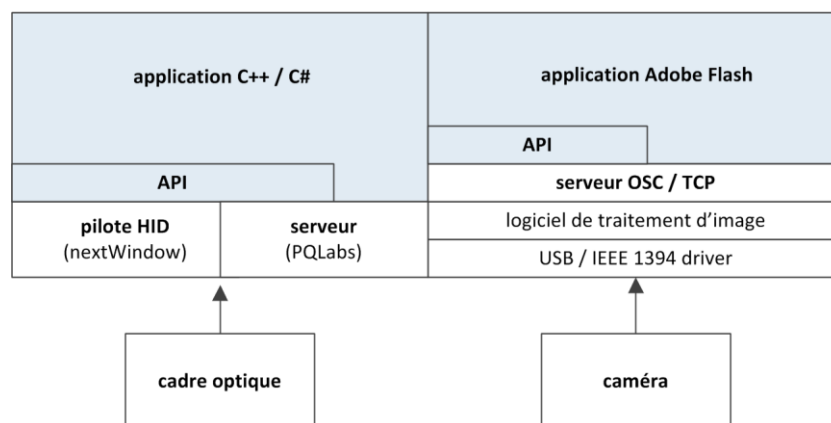 application C++ / C#
application Adobe Flash
API
API
serveur OSC / TCP
pilote HID
(nextWindow)
serveur
(PQLabs)
logiciel de traitement d’image
USB / IEEE 1394 driver
cadre optique
caméra